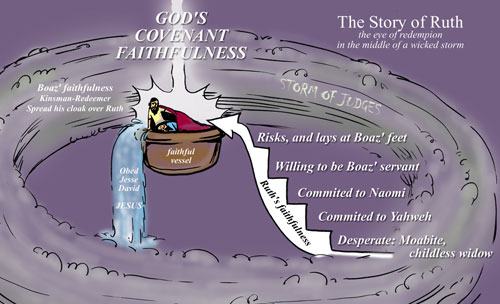 GOD'S
COVENANT
FAITHFULNESS
The Story of Ruth
the eye of redemption
in the middle of a wicked storm
STORM OF JUDGES
Boaz' faithfulness
Kinsman-Redeemer
Spread his cloak over Ruth
faithful
vessel
Obed
Jesse
David
JESUS
Risks, and lays at Boaz' feet
Willing to be Boaz' servant
Commited to Naomi
Commited to Yahweh
Desperate: Moabite,
childless widow
Ruth's faithfulness